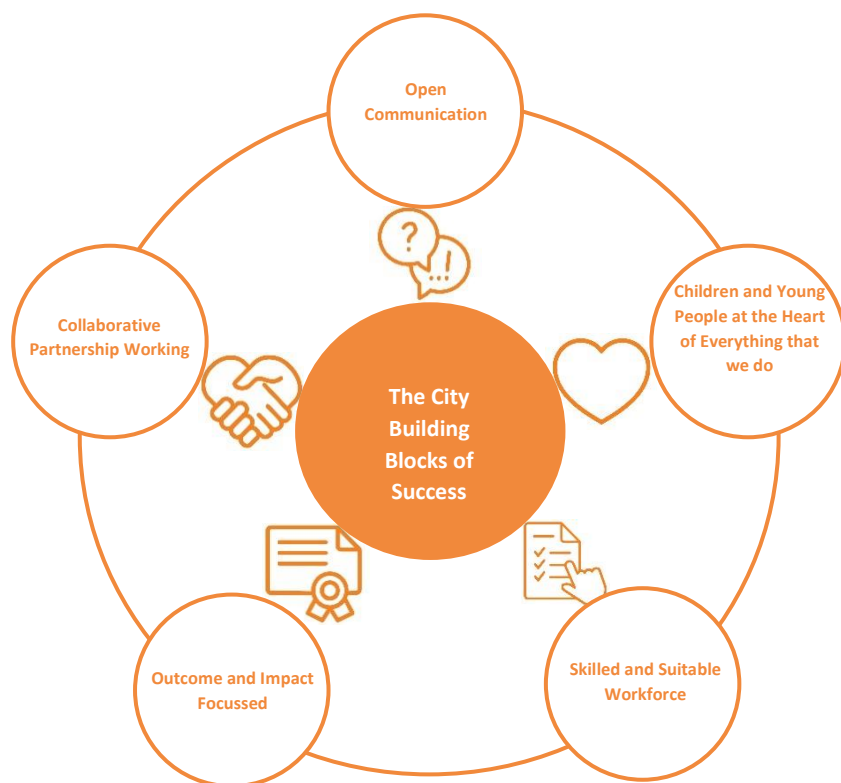 Open
Communication
?
!
...
Children and Young
People at the Heart
of Everything that
we do
Collaborative
Partnership Working
The City
Building
Blocks of
Success
Skilled and Suitable
Workforce
Outcome and Impact
Focussed